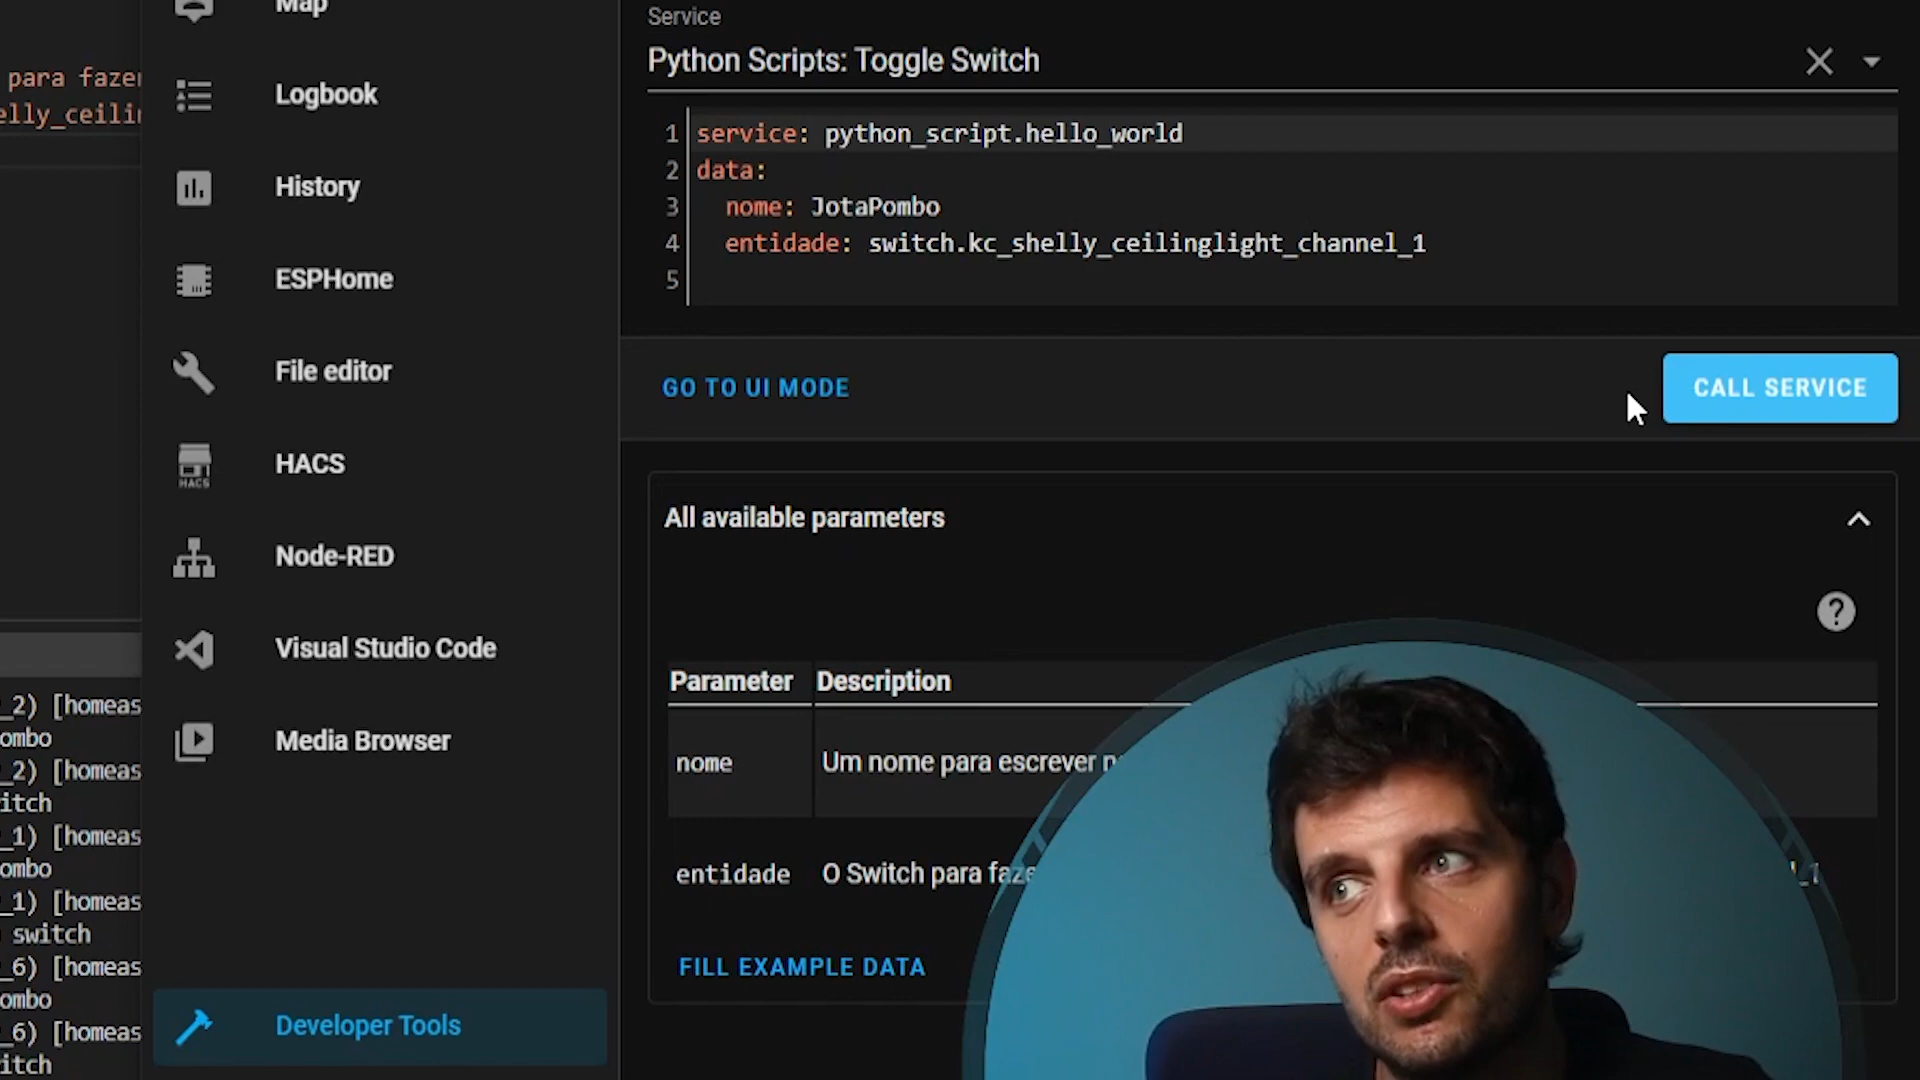 Map
Logbook
History
ESPHome
File editor
HACS
HACS
Node-RED
Visual Studio Code
Media Browser
Developer Tools
para fazer
elly_ceilin
_2) [homeas
ombo
_2) [homeas
itch
_1) [homeas
ombo
_1) [homeas
switch
_6) [homeas
ombo
_6) [homeas
itch
Service
Python Scripts: Toggle Switch
1 service: python_script.hello_world
2 data:
3 nome: JotaPombo
4 entidade: switch.kc_shelly_ceilinglight_channel_1
5
GO TO UI MODE
CALL SERVICE
All available parameters
?
Parameter Description
nome Um nome para escrever
entidade O Switch para faze
FILL EXAMPLE DATA